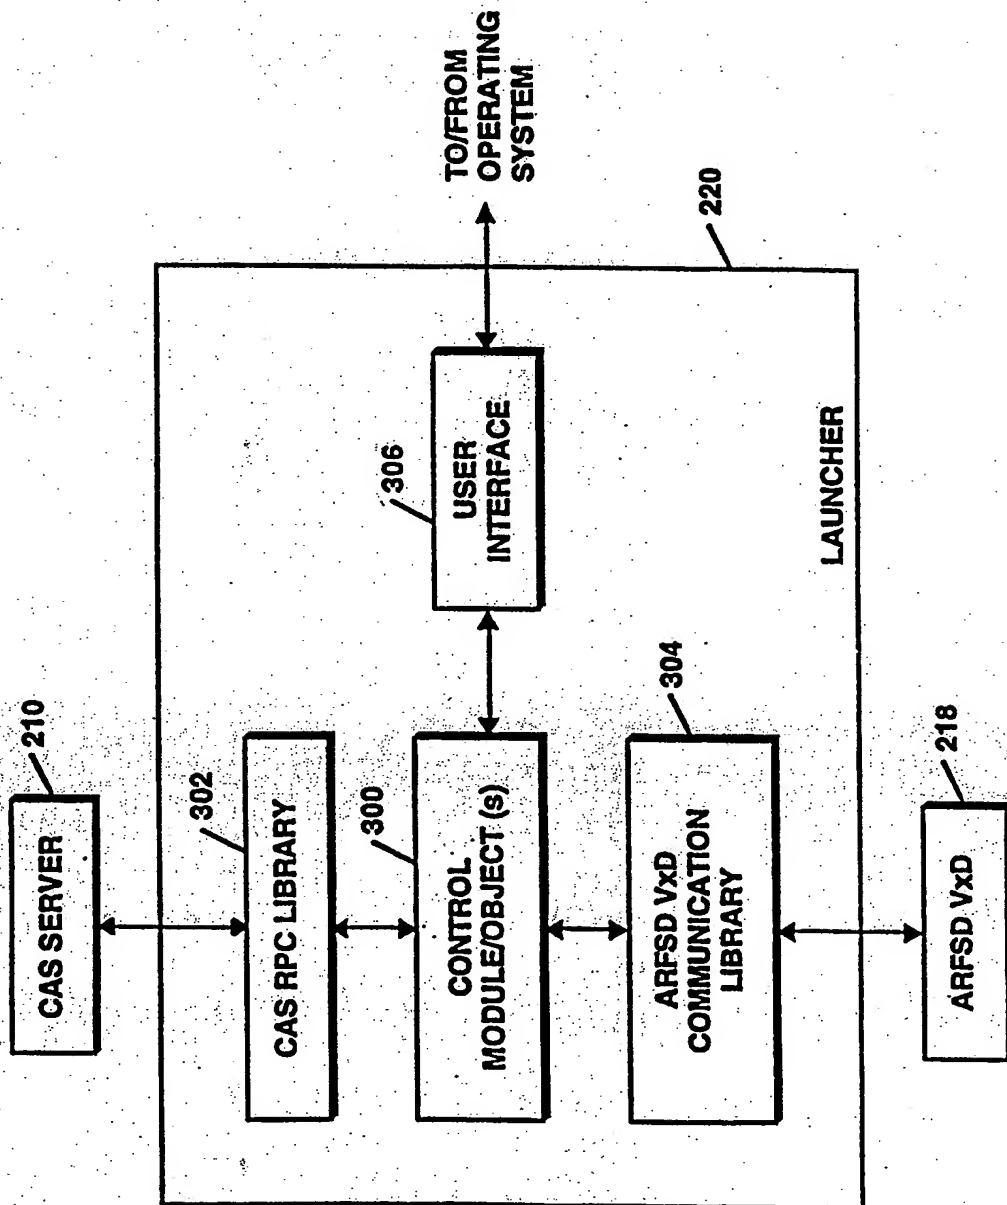 CAS SERVER
210
302
CAS RPC LIBRARY
300
CONTROL
MODULE/OBJECT (s)
304
ARFSD VxD
COMMUNICATION
LIBRARY
306
USER
INTERFACE
TO/FROM
OPERATING
SYSTEM
220
LAUNCHER
ARFSD VxD
218